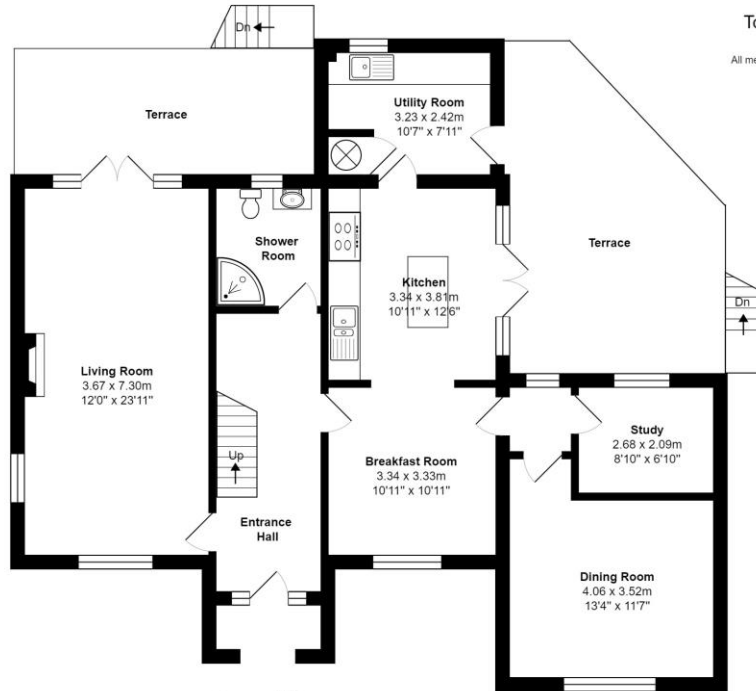 To
All me
Dn
Terrace
Utility Room
3.23 x 2.42m
10'7" x 7'11"
Shower
Room
Kitchen
3.34 x 3.81m
10'11" x 12'6"
Terrace
Dn
Living Room
3.67 x 7.30m
12'0" x 23'11"
Up
Breakfast Room
3.34 x 3.33m
10'11" x 10'11"
Study
2.68 x 2.09m
8'10" x 6'10"
Entrance
Hall
Dining Room
4.06 x 3.52m
13'4" x 11'7"